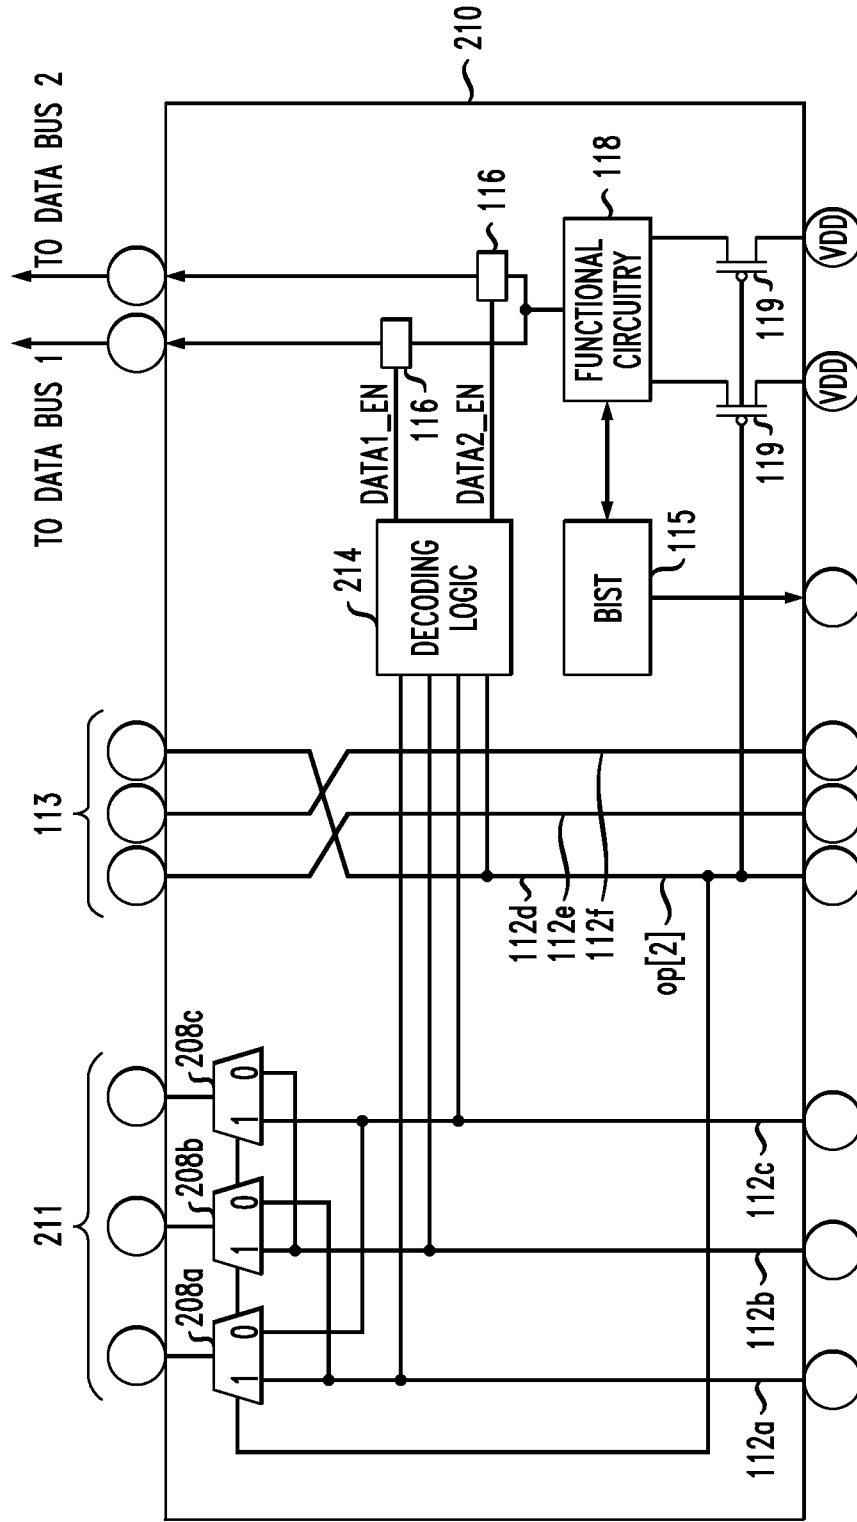 TO DATA BUS 1
TO DATA BUS 2
210
113
211
208a
208b
208c
1
0
1
0
1
0
214
DECODING
LOGIC
DATA1_EN
DATA2_EN
116
116
FUNCTIONAL
CIRCUITRY
118
BIST
115
119
119
VDD
VDD
112a
112b
112c
112d
112e
112f
op[2]